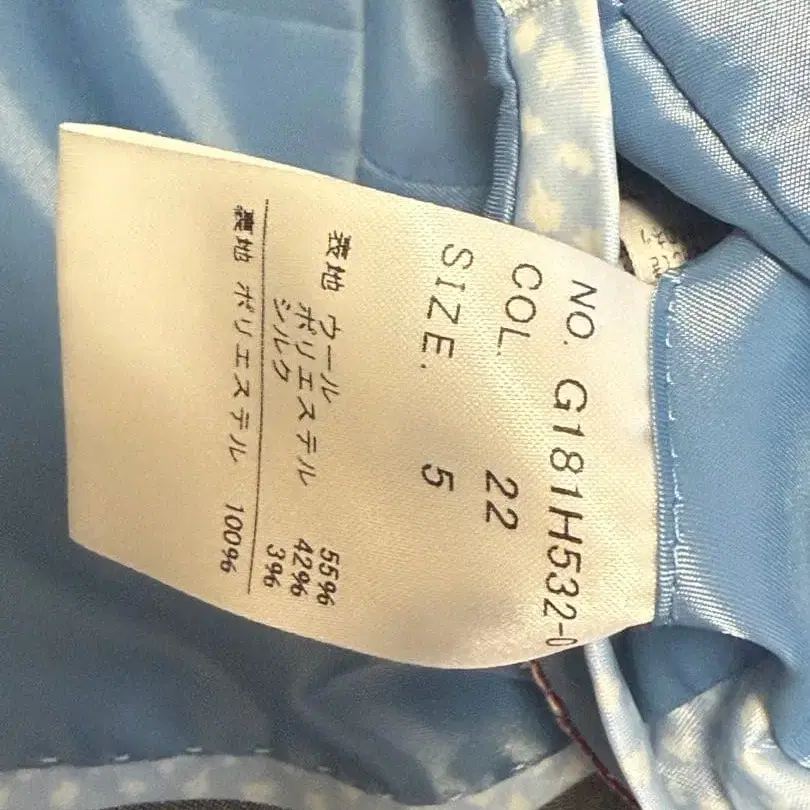 NO. G181H532-0
COL. 22
SIZE. 5
表地 ウール 55%
ポリエステル 42%
シルク 3%
裏地 ポリエステル 100%